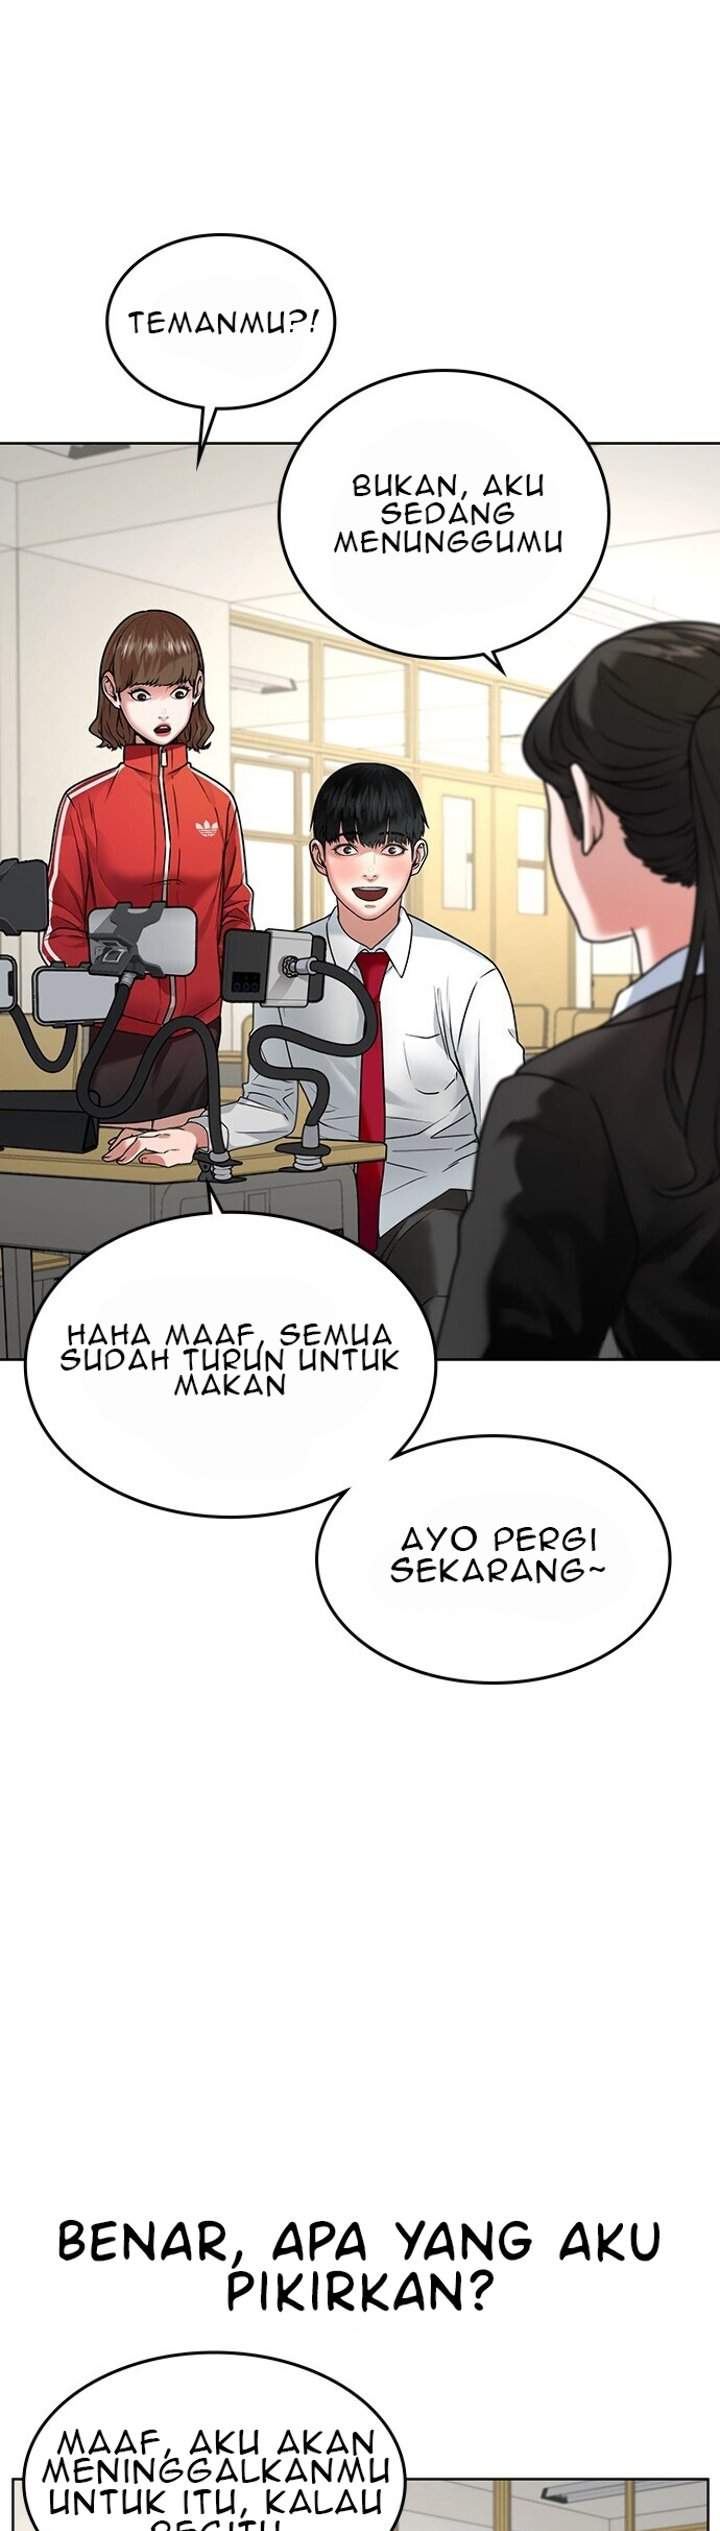 TEMANMU?!
BUKAN, AKU
SEDANG
MENUNGGUMU
HAHA MAAF, SEMUA
SUDAH TURUN UNTUK
MAKAN
AYO PERGI
SEKARANG~
BENAR, APA YANG AKU
PIKIRKAN?
MAAF, AKU AKAN
MENINGGALKANMU
UNTUK ITU, KALAU
BEGITU